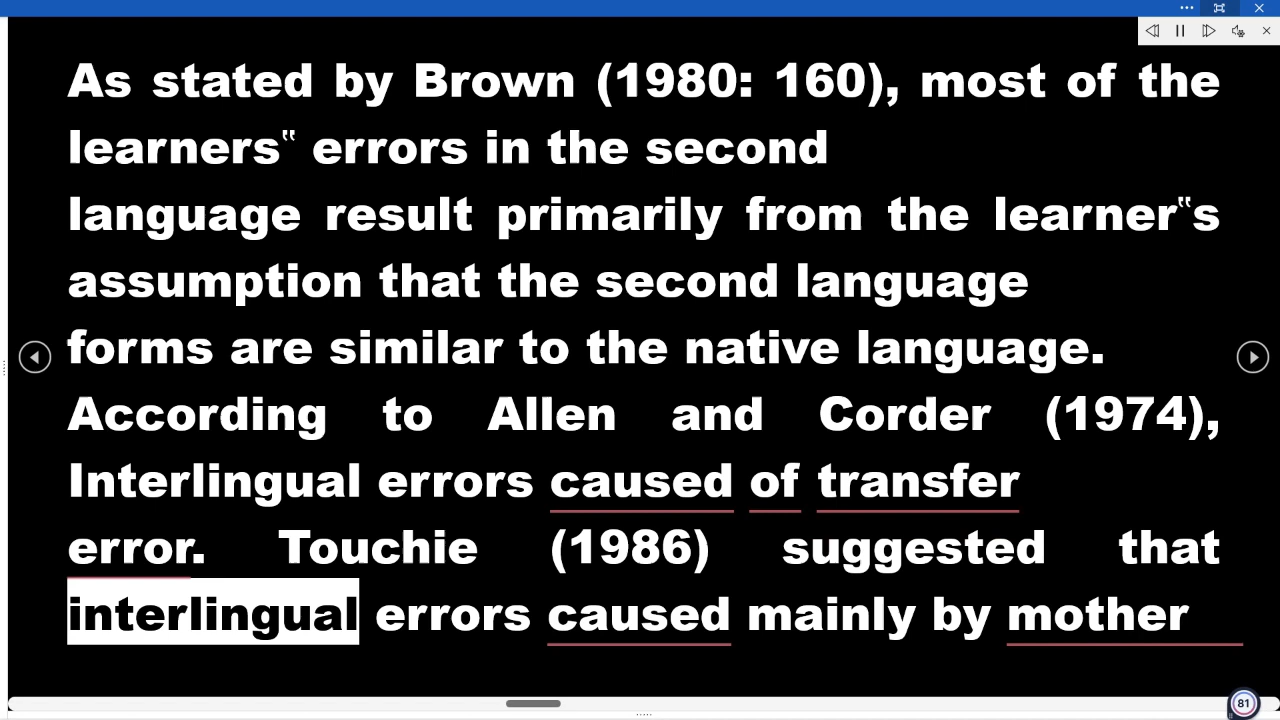 As stated by Brown (1980: 160), most of the
learners‟ errors in the second
language result primarily from the learner‟s
assumption that the second language
forms are similar to the native language.
According to Allen and Corder (1974),
Interlingual errors caused of transfer
error. Touchie (1986) suggested that
interlingual errors caused mainly by mother
81